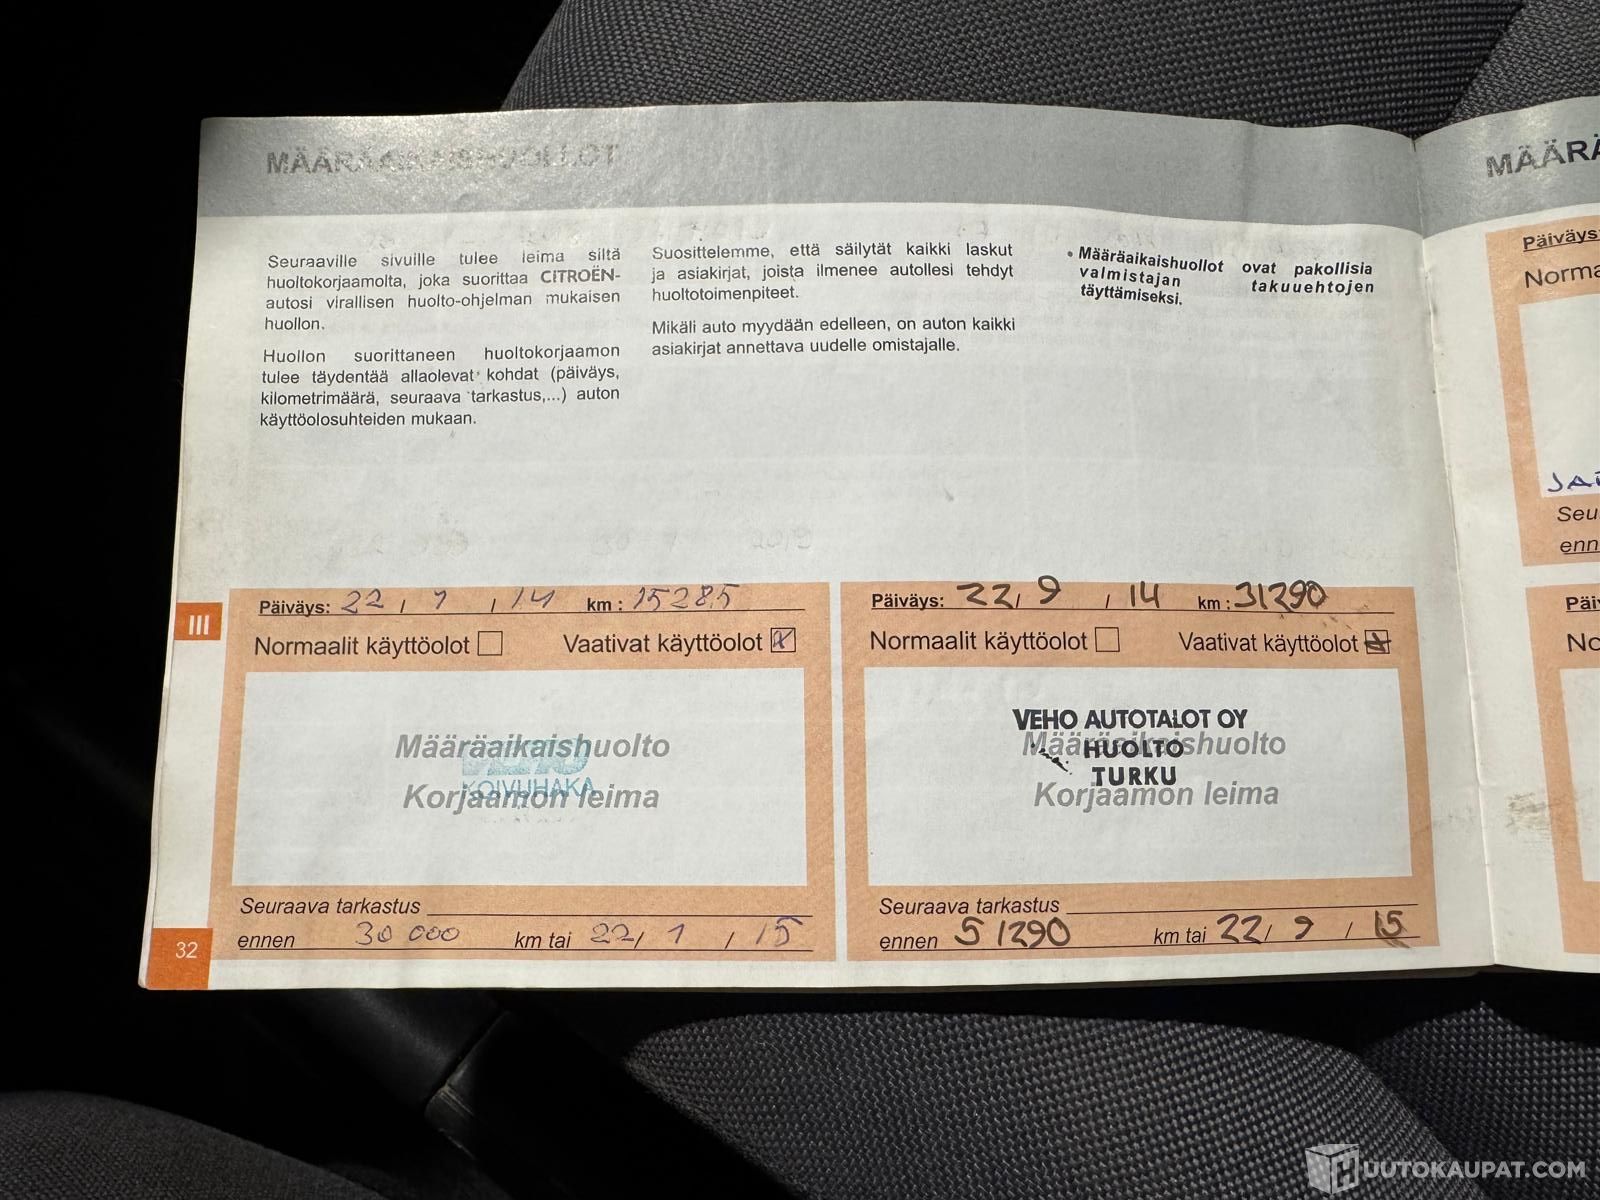 MÄÄRÄAIKAISHUOLLOT
Seuraaville sivuille tulee leima siltä
huoltokorjaamolta, joka suorittaa CITROËN-
autosi virallisen huolto-ohjelman mukaisen
huollon.
Huollon suorittaneen huoltokorjaamon
tulee täydentää allaolevat kohdat (päiväys,
kilometrimäärä, seuraava tarkastus,...) auton
käyttöolosuhteiden mukaan.
Suosittelemme, että säilytät kaikki laskut
ja asiakirjat, joista ilmenee autollesi tehdyt
huoltotoimenpiteet.
Mikäli auto myydään edelleen, on auton kaikki
asiakirjat annettava uudelle omistajalle.
• Määräaikaishuollot ovat pakollisia
valmistajan takuuehtojen
täyttämiseksi.
III
Päiväys: 22 / 1 / 14 km : 15285
Normaalit käyttöolot Vaativat käyttöolot X
Määräaikaishuolto
KOIVUHAKA
Korjaamon leima
Seuraava tarkastus
ennen 30 000 km tai 22 / 1 / 15
32
Päiväys: 22 / 9 / 14 km : 31290
Normaalit käyttöolot Vaativat käyttöolot X
VEHO AUTOTALOT OY
Määräaikaishuolto
HUOLTO
TURKU
Korjaamon leima
Seuraava tarkastus
ennen 51290 km tai 22 / 9 / 15
MÄÄRÄ
Päiväys
Norma
Seu
enn
Päi
No
HUUTOKAUPAT.COM